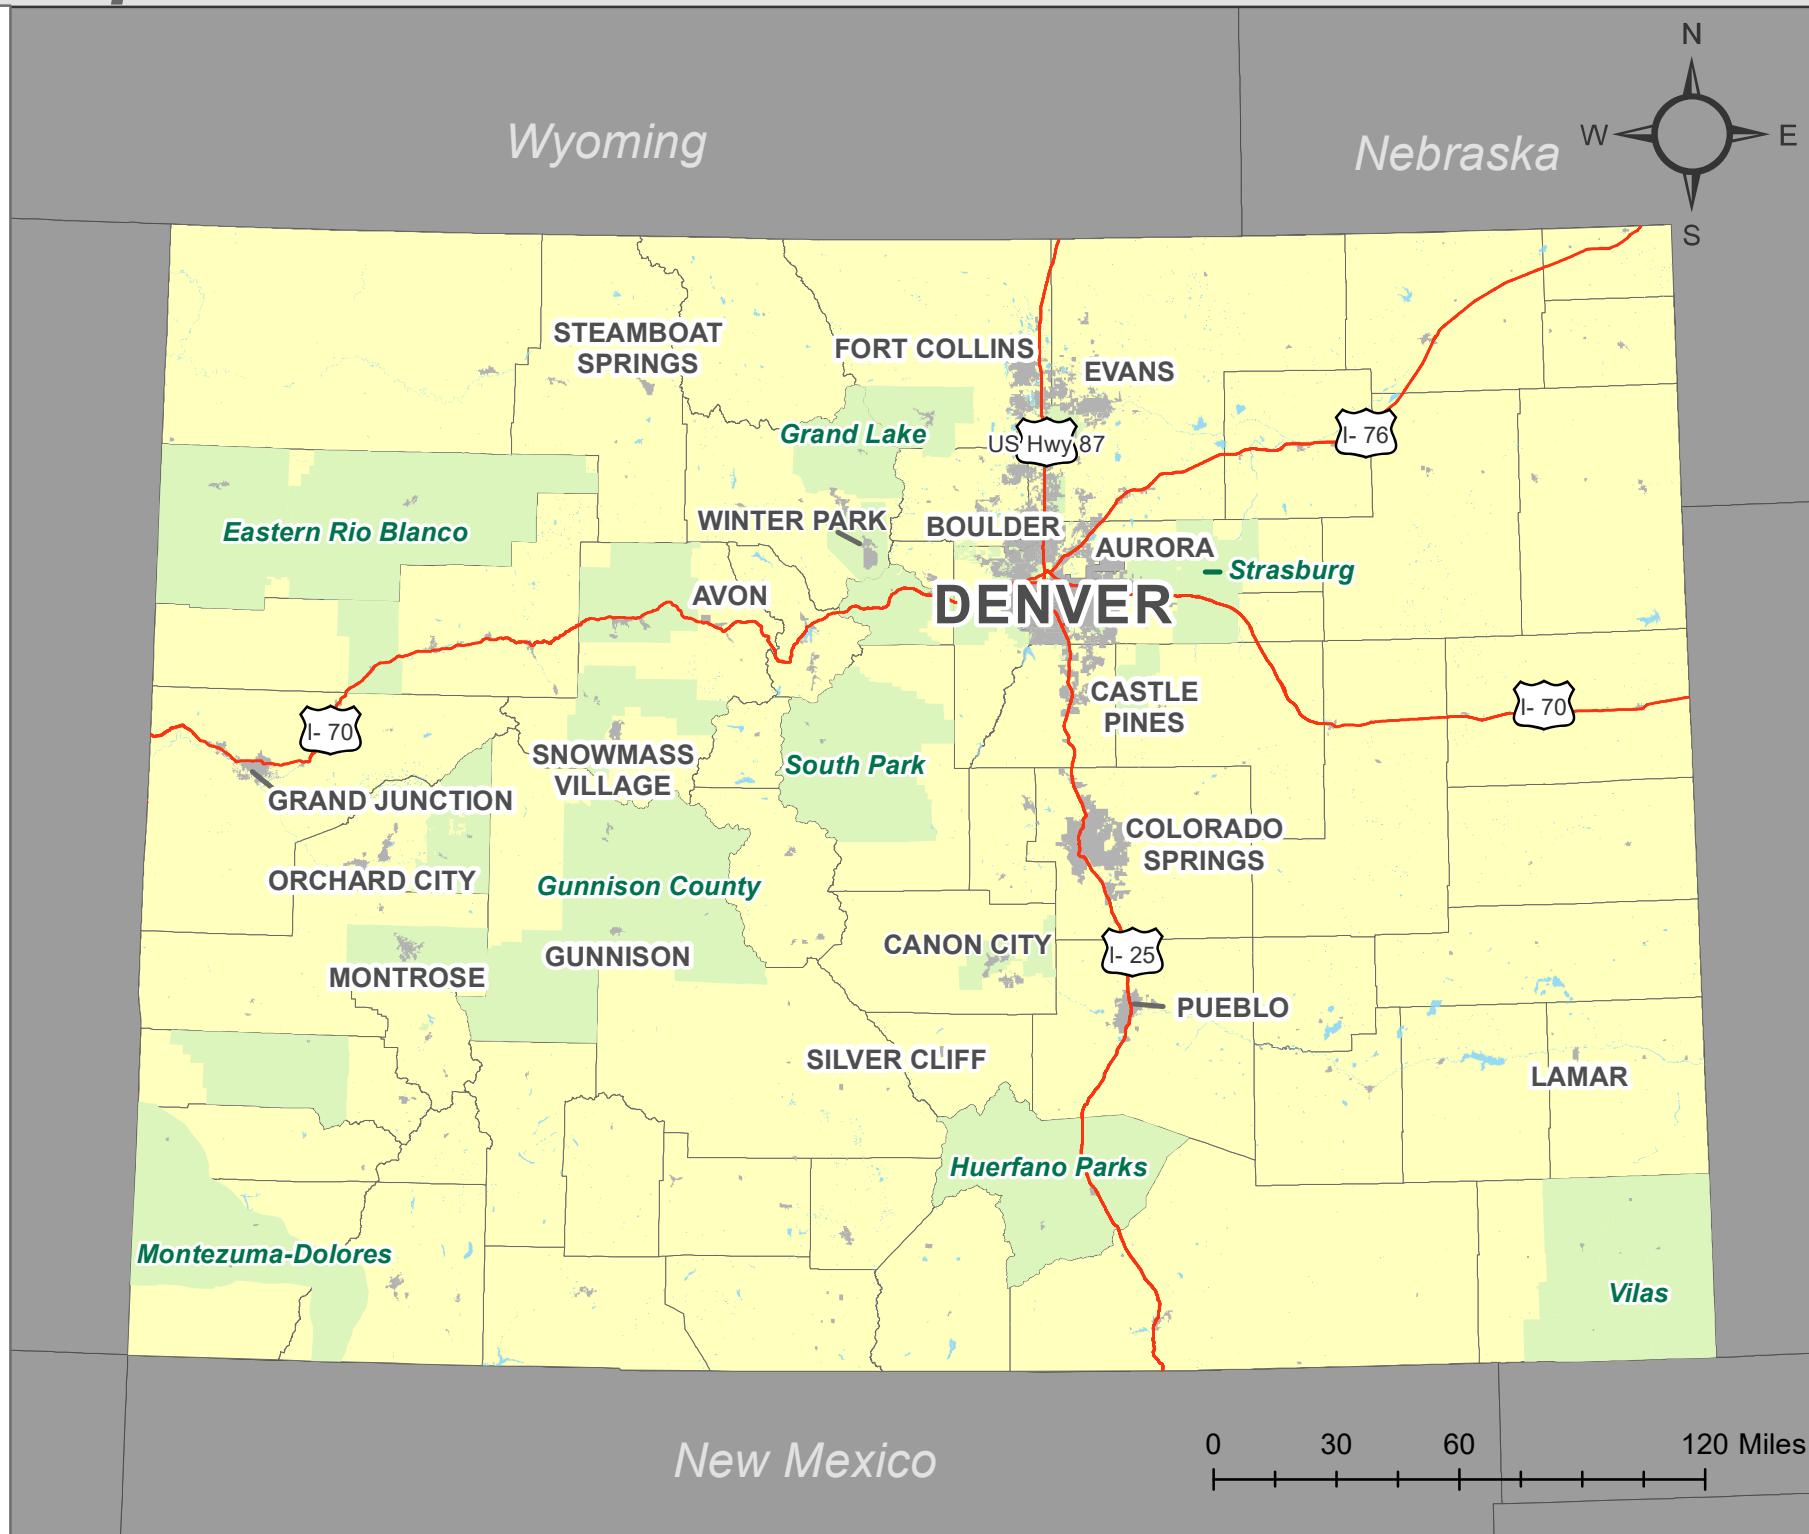 N
Wyoming
Nebraska
W
E
S
STEAMBOAT
SPRINGS
FORT COLLINS
EVANS
Grand Lake
US Hwy 87
I- 76
WINTER PARK
BOULDER
Eastern Rio Blanco
AURORA
Strasburg
AVON
DENVER
CASTLE
PINES
I- 70
I- 70
SNOWMASS
VILLAGE
South Park
GRAND JUNCTION
COLORADO
SPRINGS
ORCHARD CITY
Gunnison County
CANON CITY
GUNNISON
I- 25
MONTROSE
PUEBLO
SILVER CLIFF
LAMAR
Huerfano Parks
Montezuma-Dolores
Vilas
New Mexico
0 30 60 120 Miles